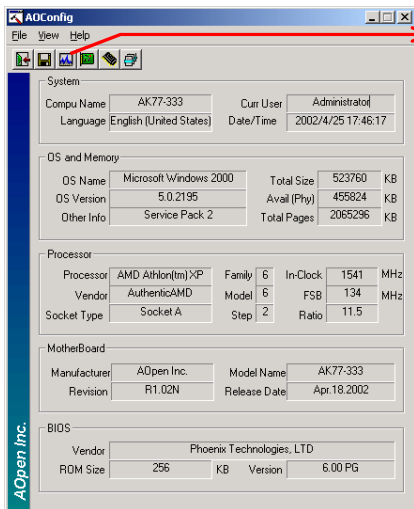 AOConfig
File View Help
System
Compu Name AK77-333 Curr User Administrator
Language English (United States) Date/Time 2002/4/25 17:46:17
OS and Memory
OS Name Microsoft Windows 2000 Total Size 523760 KB
OS Version 5.0.2195 Avail (Phy) 455824 KB
Other Info Service Pack 2 Total Pages 2065296 KB
Processor
Processor AMD Athlon(tm) XP Family 6 In-Clock 1541 MHz
Vendor AuthenticAMD Model 6 FSB 134 MHz
Socket Type Socket A Step 2 Ratio 11.5
MotherBoard
Manufacturer AOpen Inc. Model Name AK77-333
Revision R1.02N Release Date Apr.18.2002
BIOS
Vendor Phoenix Technologies, LTD
ROM Size 256 KB Version 6.00 PG
AOpen Inc.